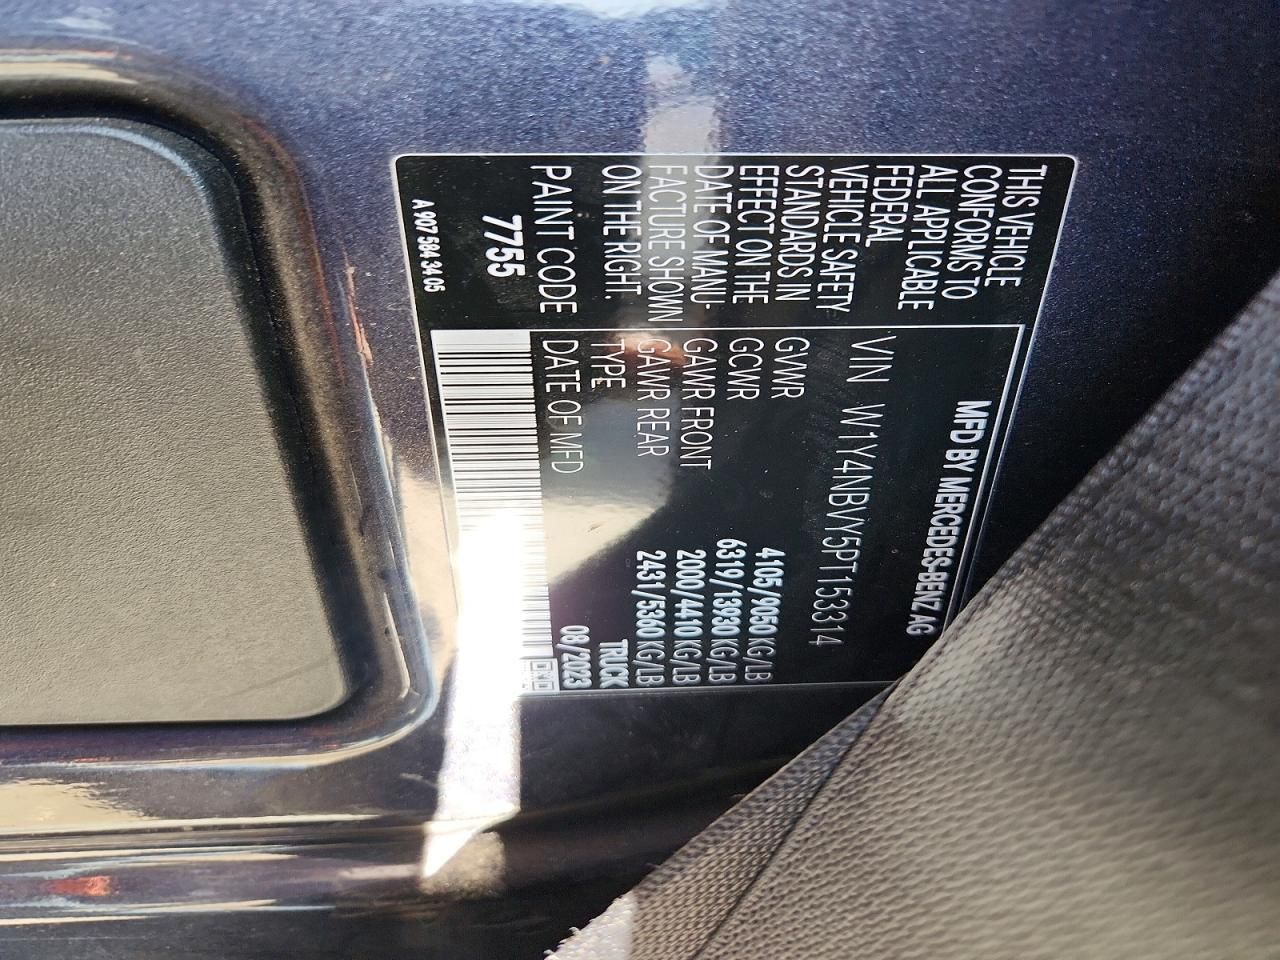 MFD BY MERCEDES-BENZ AG
THIS VEHICLE
CONFORMS TO
ALL APPLICABLE
FEDERAL
VEHICLE SAFETY
STANDARDS IN
EFFECT ON THE
DATE OF MANU-
FACTURE SHOWN
ON THE RIGHT.
PAINT CODE
7755
A 907 584 34 05
VIN W1Y4NBVY5PT153314
GVWR 4105/9050 KG/LB
GCWR 6319/13930 KG/LB
GAWR FRONT 2000/4410 KG/LB
GAWR REAR 2431/5360 KG/LB
TYPE TRUCK
DATE OF MFD 08/2023